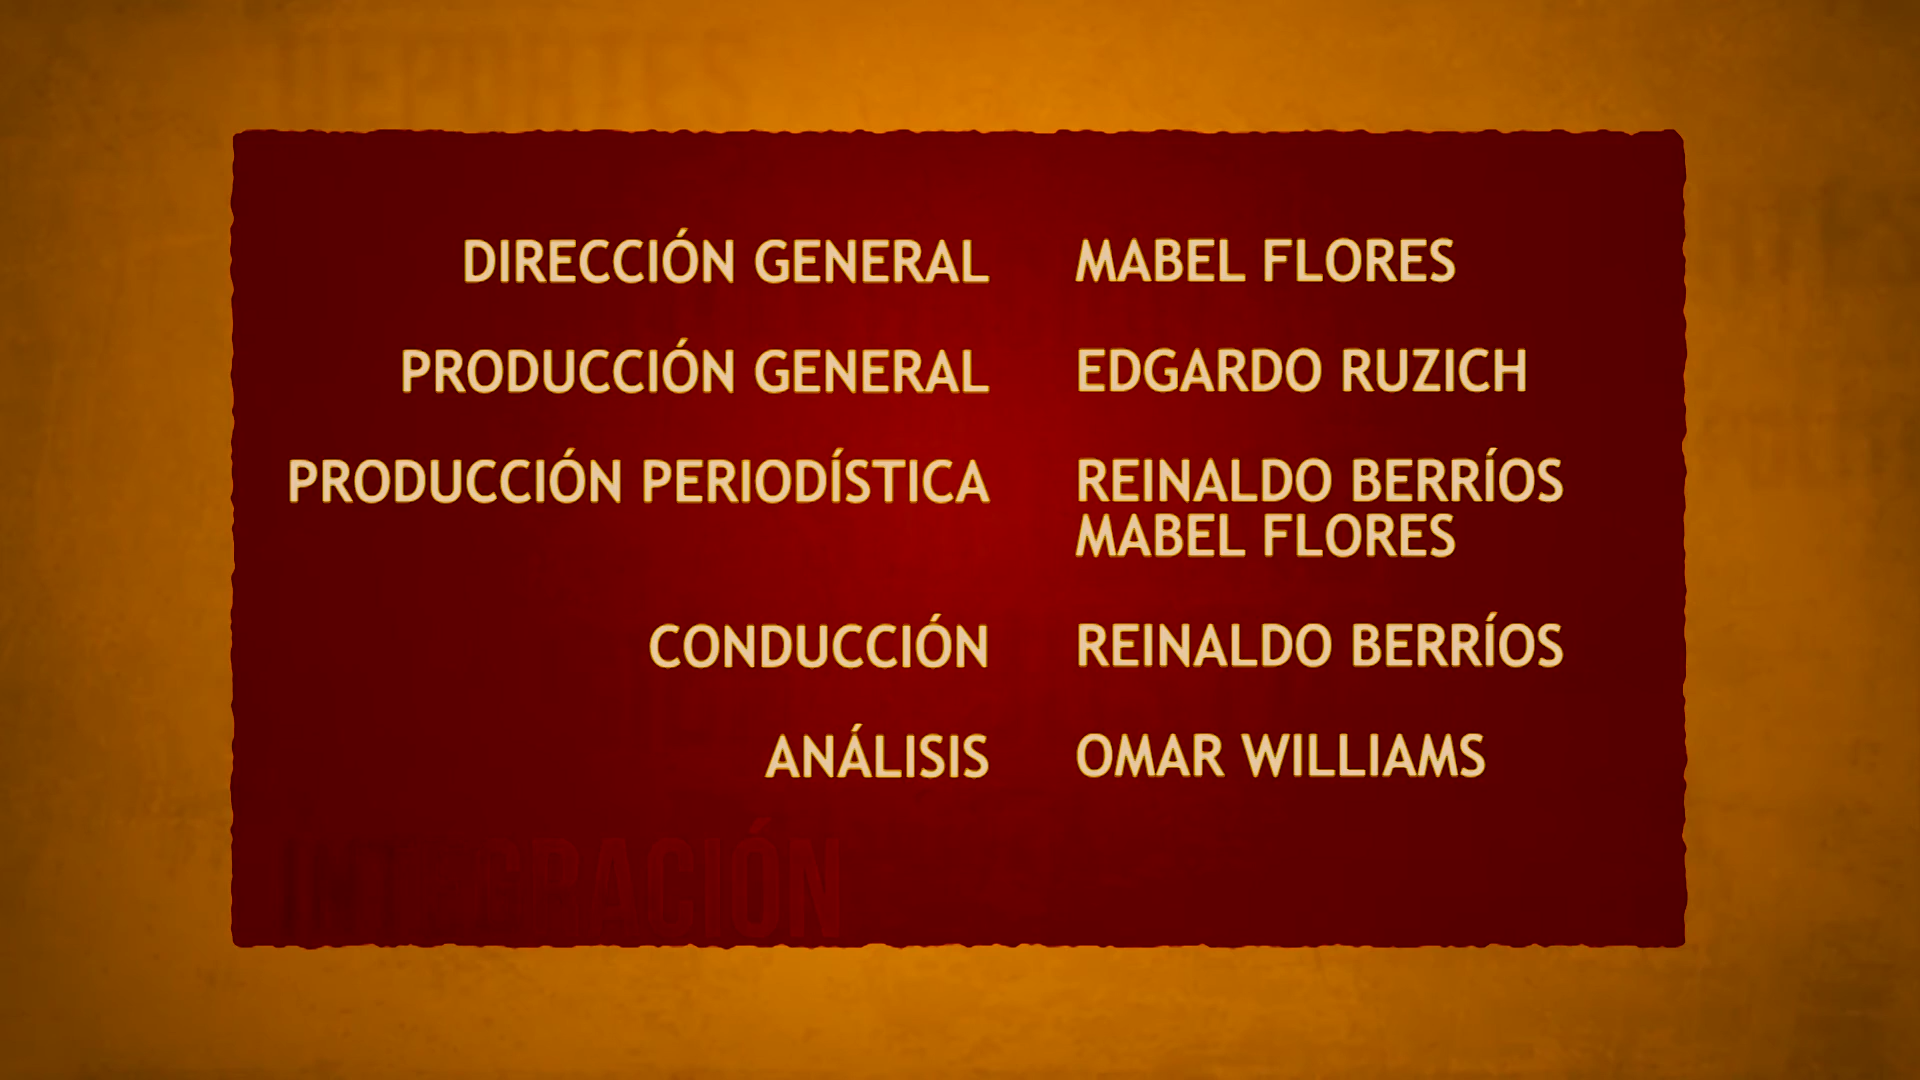 DEPORTES
DIRECCIÓN GENERAL MABEL FLORES
PRODUCCIÓN GENERAL EDGARDO RUZICH
PRODUCCIÓN PERIODÍSTICA REINALDO BERRÍOS
MABEL FLORES
CONDUCCIÓN REINALDO BERRÍOS
ANÁLISIS OMAR WILLIAMS